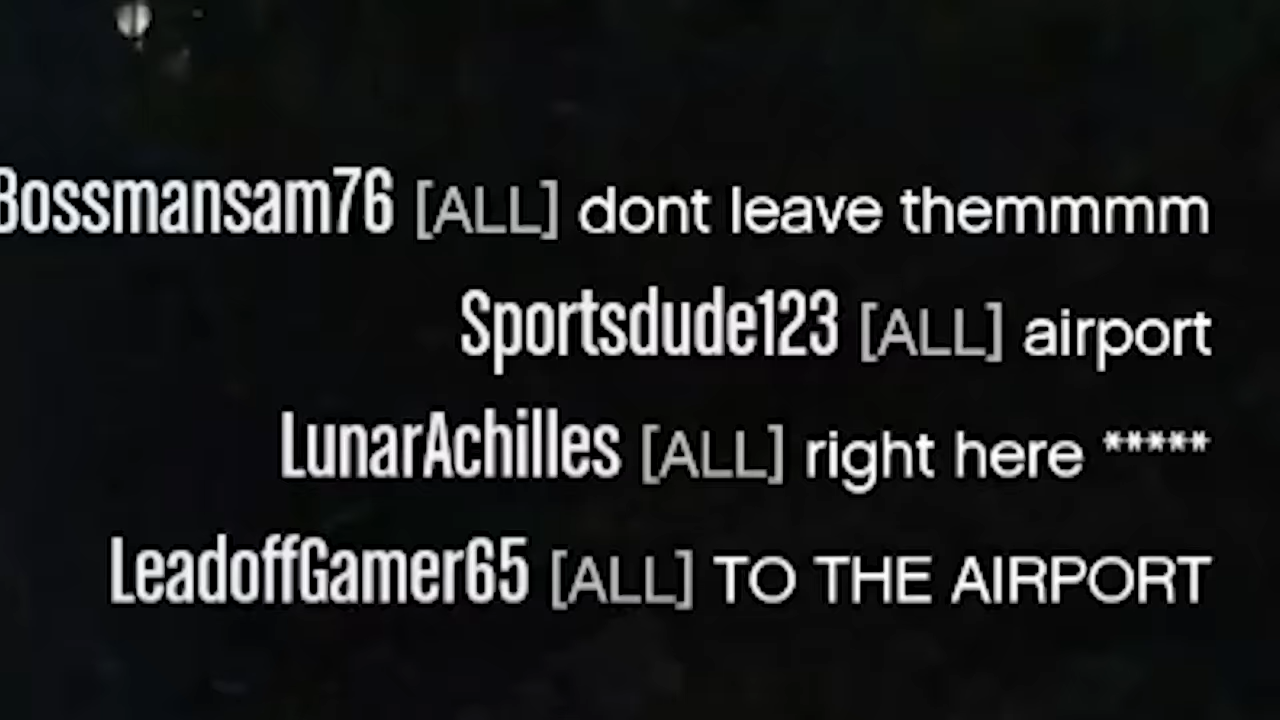 Bossmansam76 [ALL] dont leave themmmm
Sportsdude123 [ALL] airport
LunarAchilles [ALL] right here *****
LeadoffGamer65 [ALL] TO THE AIRPORT